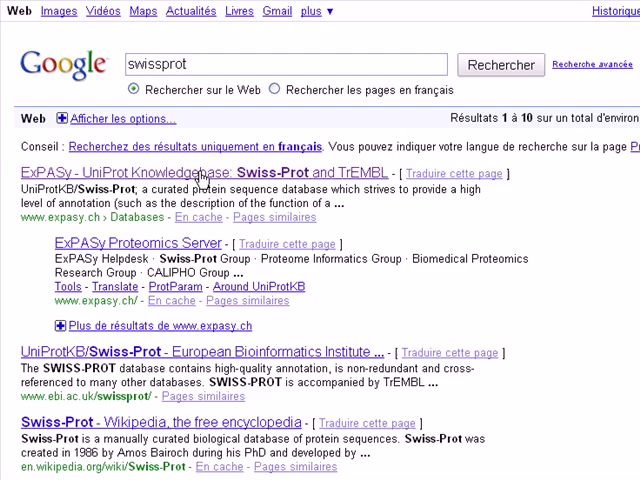 Web Images Vidéos Maps Actualités Livres Gmail plus ▼ Historique
Google swissprot Rechercher Recherche avancée
Rechercher sur le Web Rechercher les pages en français
Web Afficher les options... Résultats 1 à 10 sur un total d'environ
Conseil : Recherchez des résultats uniquement en français. Vous pouvez indiquer votre langue de recherche sur la page
ExPASy - UniProt Knowledgebase: Swiss-Prot and TrEMBL - [ Traduire cette page ]
UniProtKB/Swiss-Prot; a curated protein sequence database which strives to provide a high
level of annotation (such as the description of the function of a ...
www.expasy.ch › Databases - En cache - Pages similaires
ExPASy Proteomics Server - [ Traduire cette page ]
ExPASy Helpdesk · Swiss-Prot Group · Proteome Informatics Group · Biomedical Proteomics
Research Group · CALIPHO Group ...
Tools - Translate - ProtParam - Around UniProtKB
www.expasy.ch/ - En cache - Pages similaires
Plus de résultats de www.expasy.ch
UniProtKB/Swiss-Prot - European Bioinformatics Institute ... - [ Traduire cette page ]
The SWISS-PROT database contains high-quality annotation, is non-redundant and cross-
referenced to many other databases. SWISS-PROT is accompanied by TrEMBL ...
www.ebi.ac.uk/swissprot/ - Pages similaires
Swiss-Prot - Wikipedia, the free encyclopedia - [ Traduire cette page ]
Swiss-Prot is a manually curated biological database of protein sequences. Swiss-Prot was
created in 1986 by Amos Bairoch during his PhD and developed by ...
en.wikipedia.org/wiki/Swiss-Prot - En cache - Pages similaires